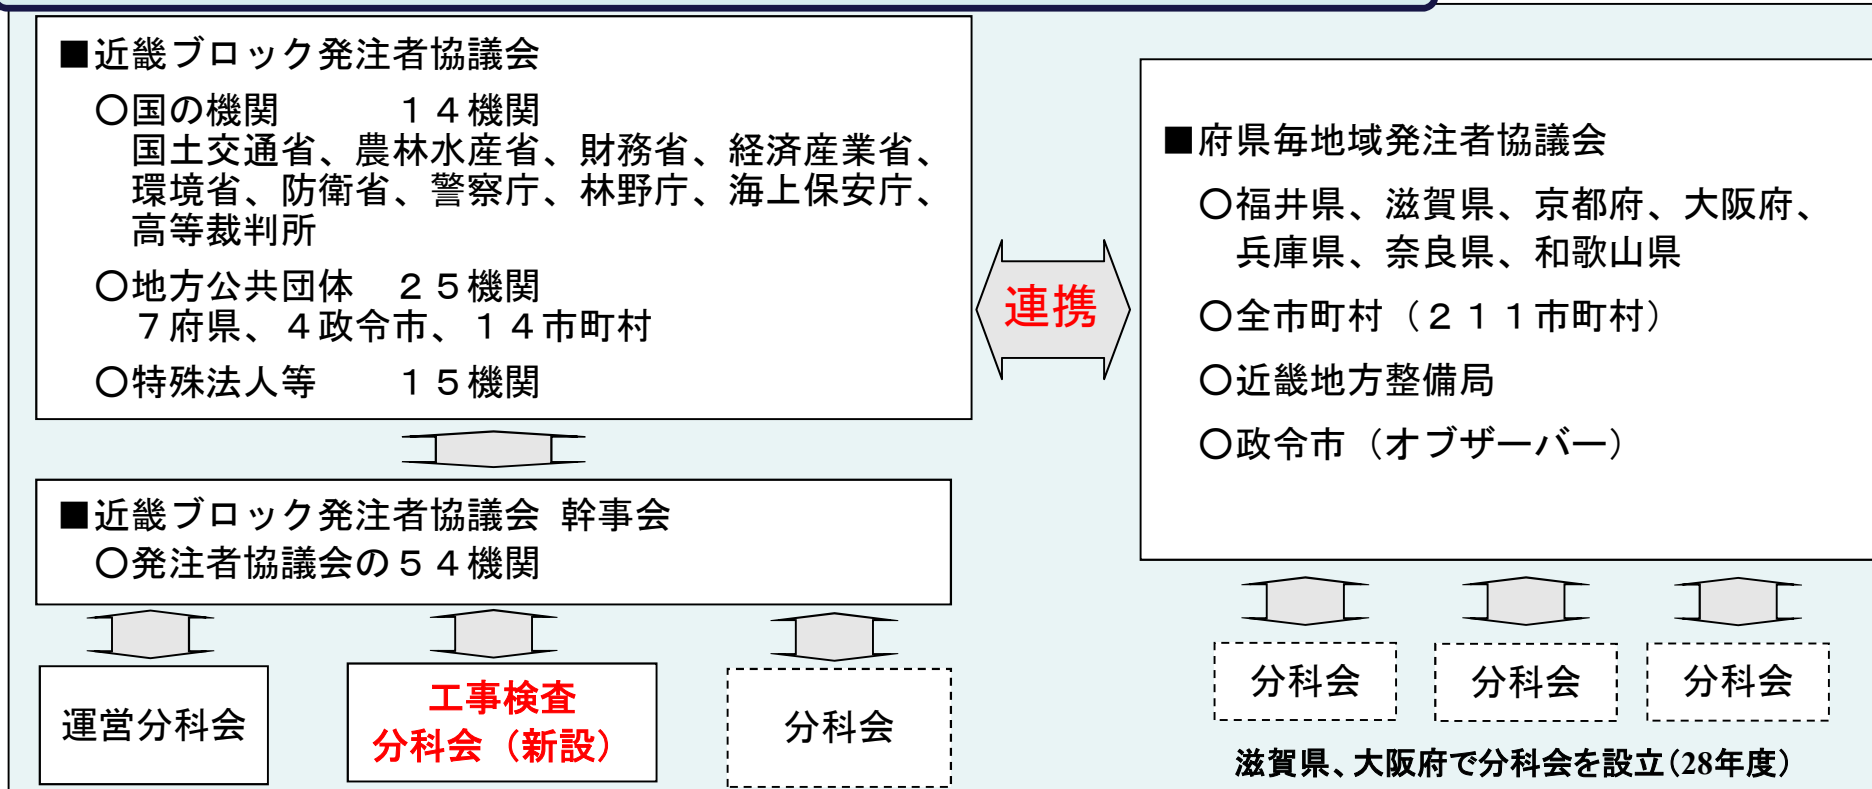 ■近畿ブロック発注者協議会
○国の機関　　　１４機関
国土交通省、農林水産省、財務省、経済産業省、
環境省、防衛省、警察庁、林野庁、海上保安庁、
高等裁判所
○地方公共団体　２５機関
７府県、４政令市、１４市町村
○特殊法人等　　１５機関
連携
■府県毎地域発注者協議会
○福井県、滋賀県、京都府、大阪府、
兵庫県、奈良県、和歌山県
○全市町村（２１１市町村）
○近畿地方整備局
○政令市（オブザーバー）
■近畿ブロック発注者協議会 幹事会
○発注者協議会の５４機関
運営分科会
工事検査
分科会（新設）
分科会
分科会
分科会
分科会
滋賀県、大阪府で分科会を設立（28年度）